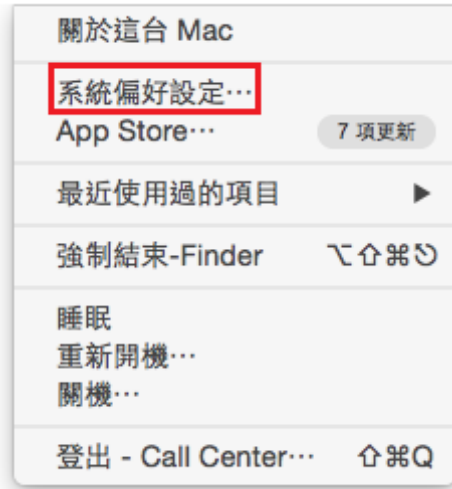 關於這台 Mac
系統偏好設定⋯
App Store⋯ 7 項更新
最近使用過的項目 ▶
強制結束-Finder ⌥⇧⌘⎋
睡眠
重新開機⋯
關機⋯
登出 - Call Center⋯ ⇧⌘Q